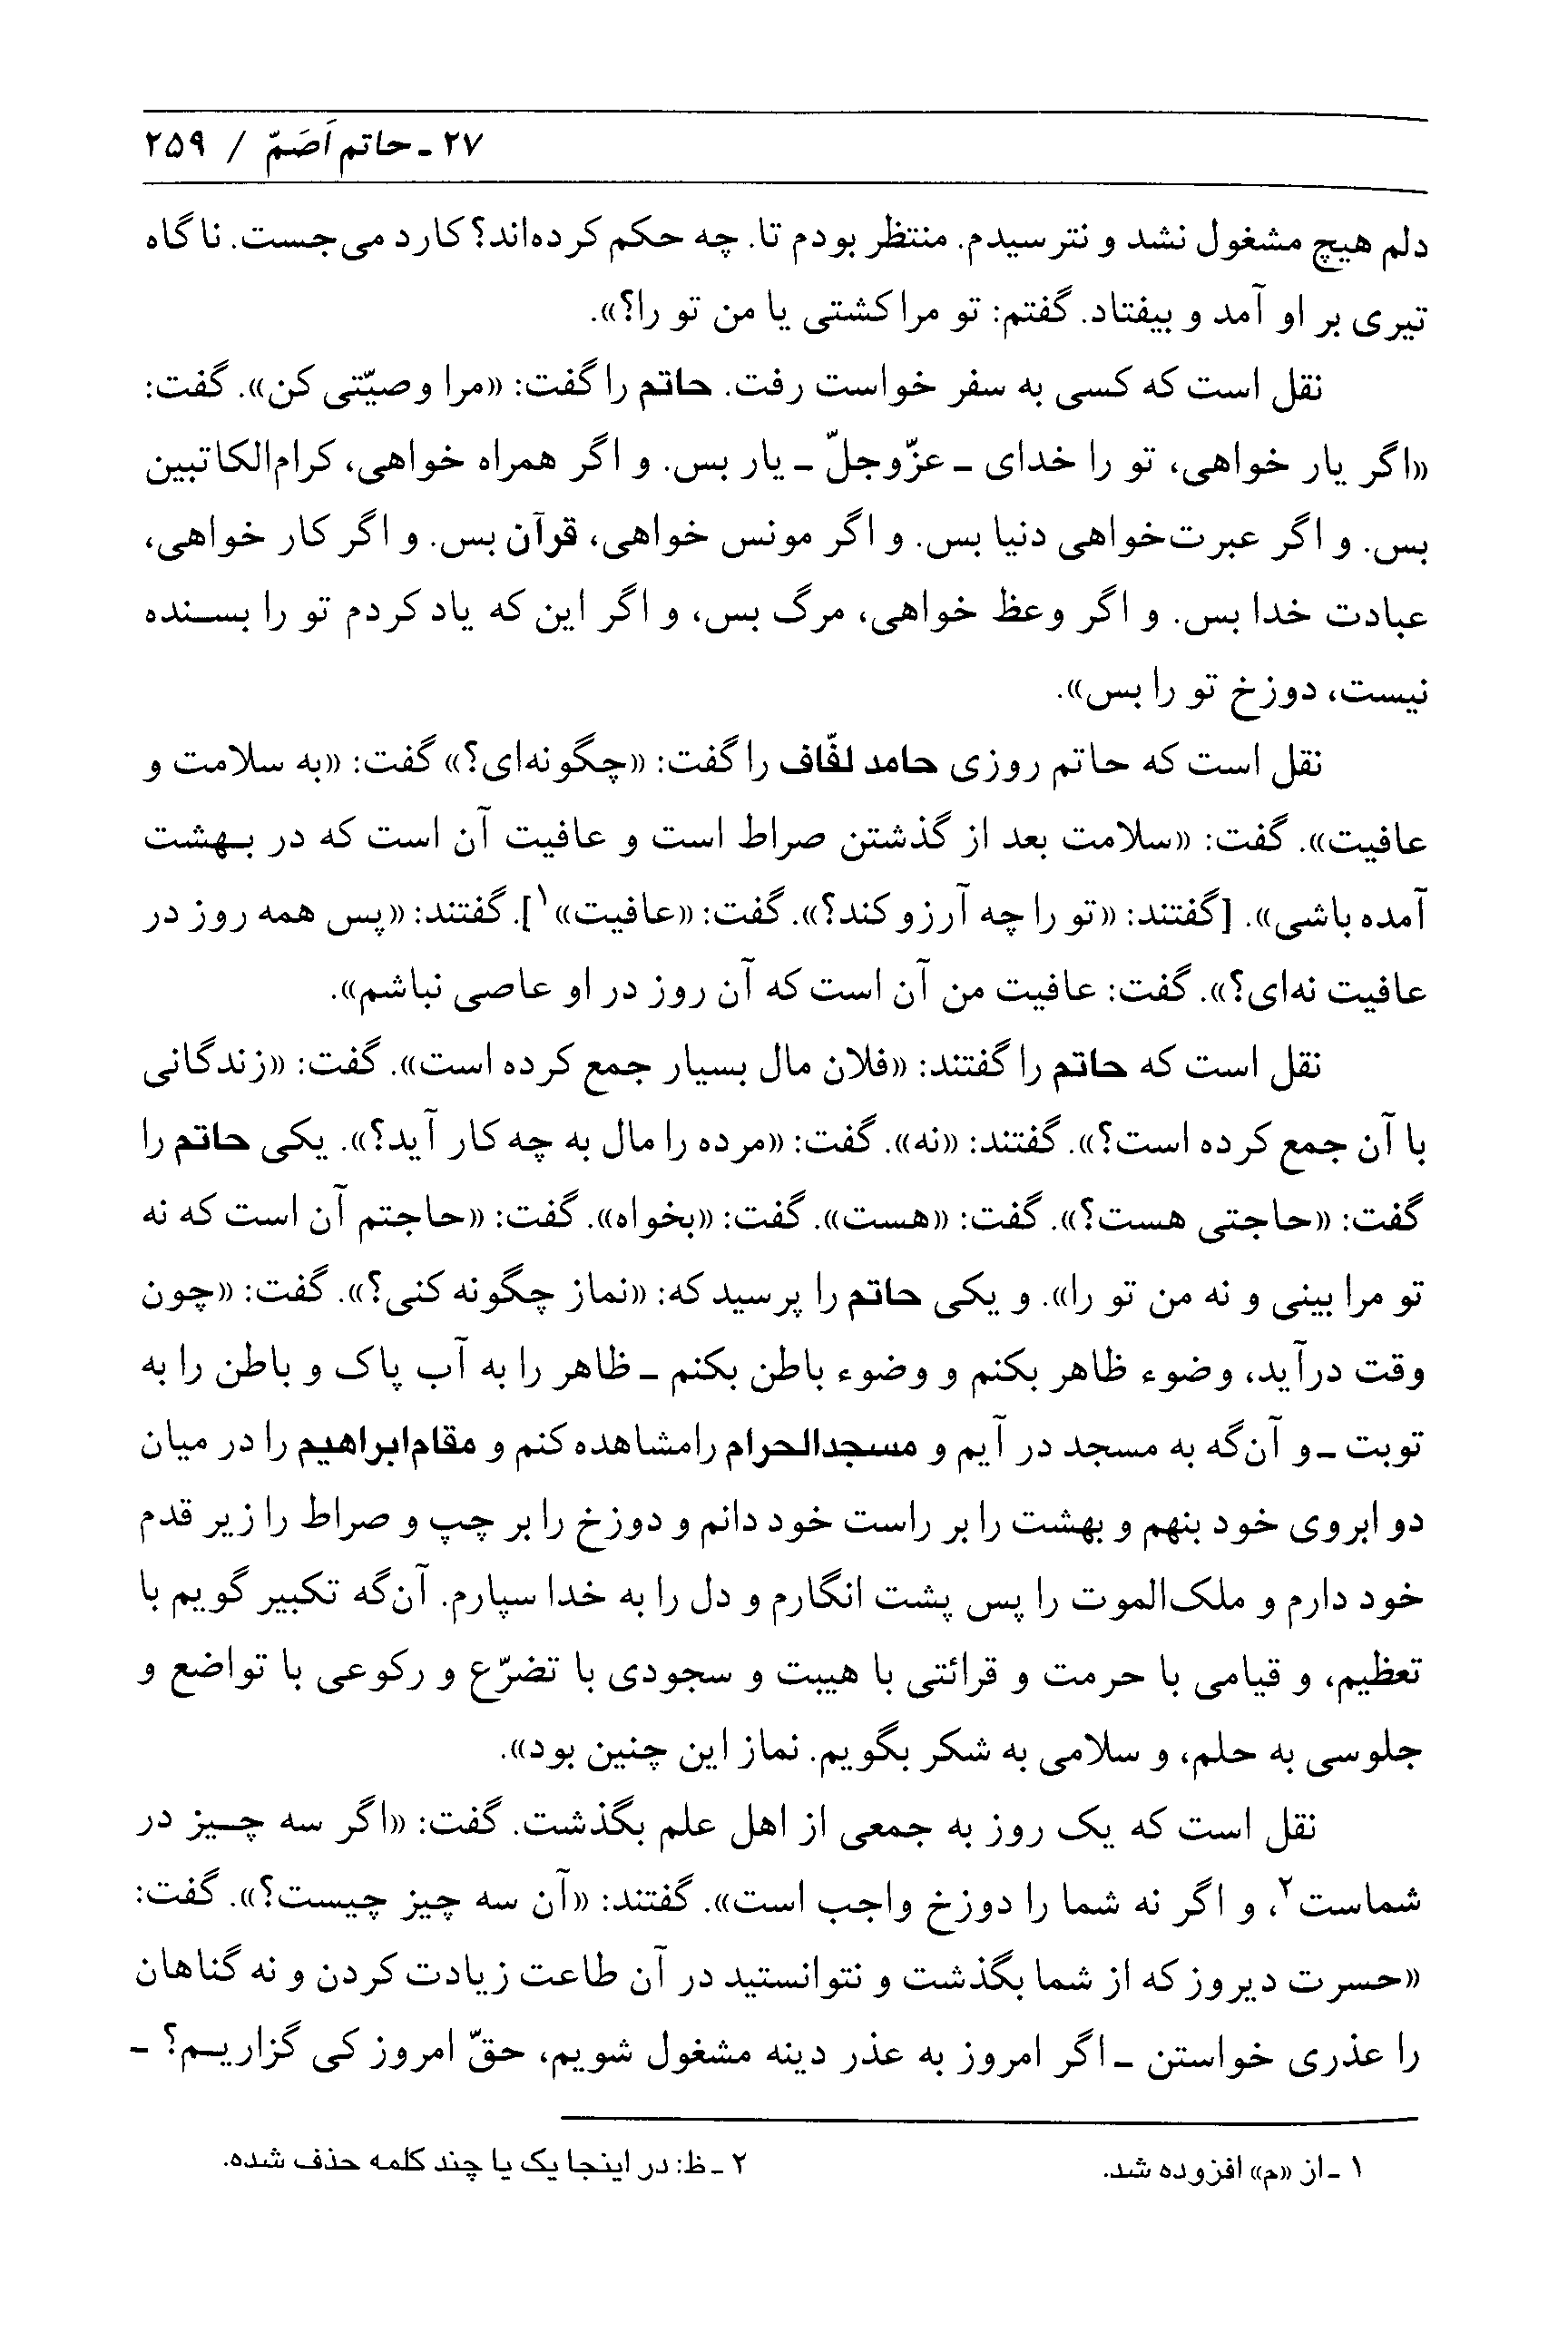 ۲۷ ـ حاتم اَصَمّ / ۲۵۹
دلم هیچ مشغول نشد و نترسیدم. منتظر بودم تا. چه حکم کرده‌اند؟ کارد می‌جست. ناگاه
تیری بر او آمد و بیفتاد. گفتم: تو مرا کشتی یا من تو را؟».
نقل است که کسی به سفر خواست رفت. حاتم را گفت: «مرا وصیّتی کن». گفت:
«اگر یار خواهی، تو را خدای ـ عزّوجلّ ـ یار بس. و اگر همراه خواهی، کرام‌الکاتبین
بس. و اگر عبرت‌خواهی دنیا بس. و اگر مونس خواهی، قرآن بس. و اگر کار خواهی،
عبادت خدا بس. و اگر وعظ خواهی، مرگ بس، و اگر این که یاد کردم تو را بسنده
نیست، دوزخ تو را بس».
نقل است که حاتم روزی حامد لفّاف را گفت: «چگونه‌ای؟» گفت: «به سلامت و
عافیت». گفت: «سلامت بعد از گذشتن صراط است و عافیت آن است که در بهشت
آمده باشی». [گفتند: «تو را چه آرزو کند؟». گفت: «عافیت»۱]. گفتند: «پس همه روز در
عافیت نه‌ای؟». گفت: عافیت من آن است که آن روز در او عاصی نباشم».
نقل است که حاتم را گفتند: «فلان مال بسیار جمع کرده است». گفت: «زندگانی
با آن جمع کرده است؟». گفتند: «نه». گفت: «مرده را مال به چه کار آید؟». یکی حاتم را
گفت: «حاجتی هست؟». گفت: «هست». گفت: «بخواه». گفت: «حاجتم آن است که نه
تو مرا بینی و نه من تو را». و یکی حاتم را پرسید که: «نماز چگونه کنی؟». گفت: «چون
وقت درآید، وضوء ظاهر بکنم و وضوء باطن بکنم ـ ظاهر را به آب پاک و باطن را به
توبت ـ و آن‌گه به مسجد در آیم و مسجدالحرام رامشاهده کنم و مقام‌ابراهیم را در میان
دو ابروی خود بنهم و بهشت را بر راست خود دانم و دوزخ را بر چپ و صراط را زیر قدم
خود دارم و ملک‌الموت را پس پشت انگارم و دل را به خدا سپارم. آن‌گه تکبیر گویم با
تعظیم، و قیامی با حرمت و قرائتی با هیبت و سجودی با تضرّع و رکوعی با تواضع و
جلوسی به حلم، و سلامی به شکر بگویم. نماز این چنین بود».
نقل است که یک روز به جمعی از اهل علم بگذشت. گفت: «اگر سه چیز در
شماست۲، و اگر نه شما را دوزخ واجب است». گفتند: «آن سه چیز چیست؟». گفت:
«حسرت دیروز که از شما بگذشت و نتوانستید در آن طاعت زیادت کردن و نه گناهان
را عذری خواستن ـ اگر امروز به عذر دینه مشغول شویم، حقّ امروز کی گزاریم؟ ـ
۱ ـ از «م» افزوده شد. ۲ ـ ظ: در اینجا یک یا چند کلمه حذف شده.